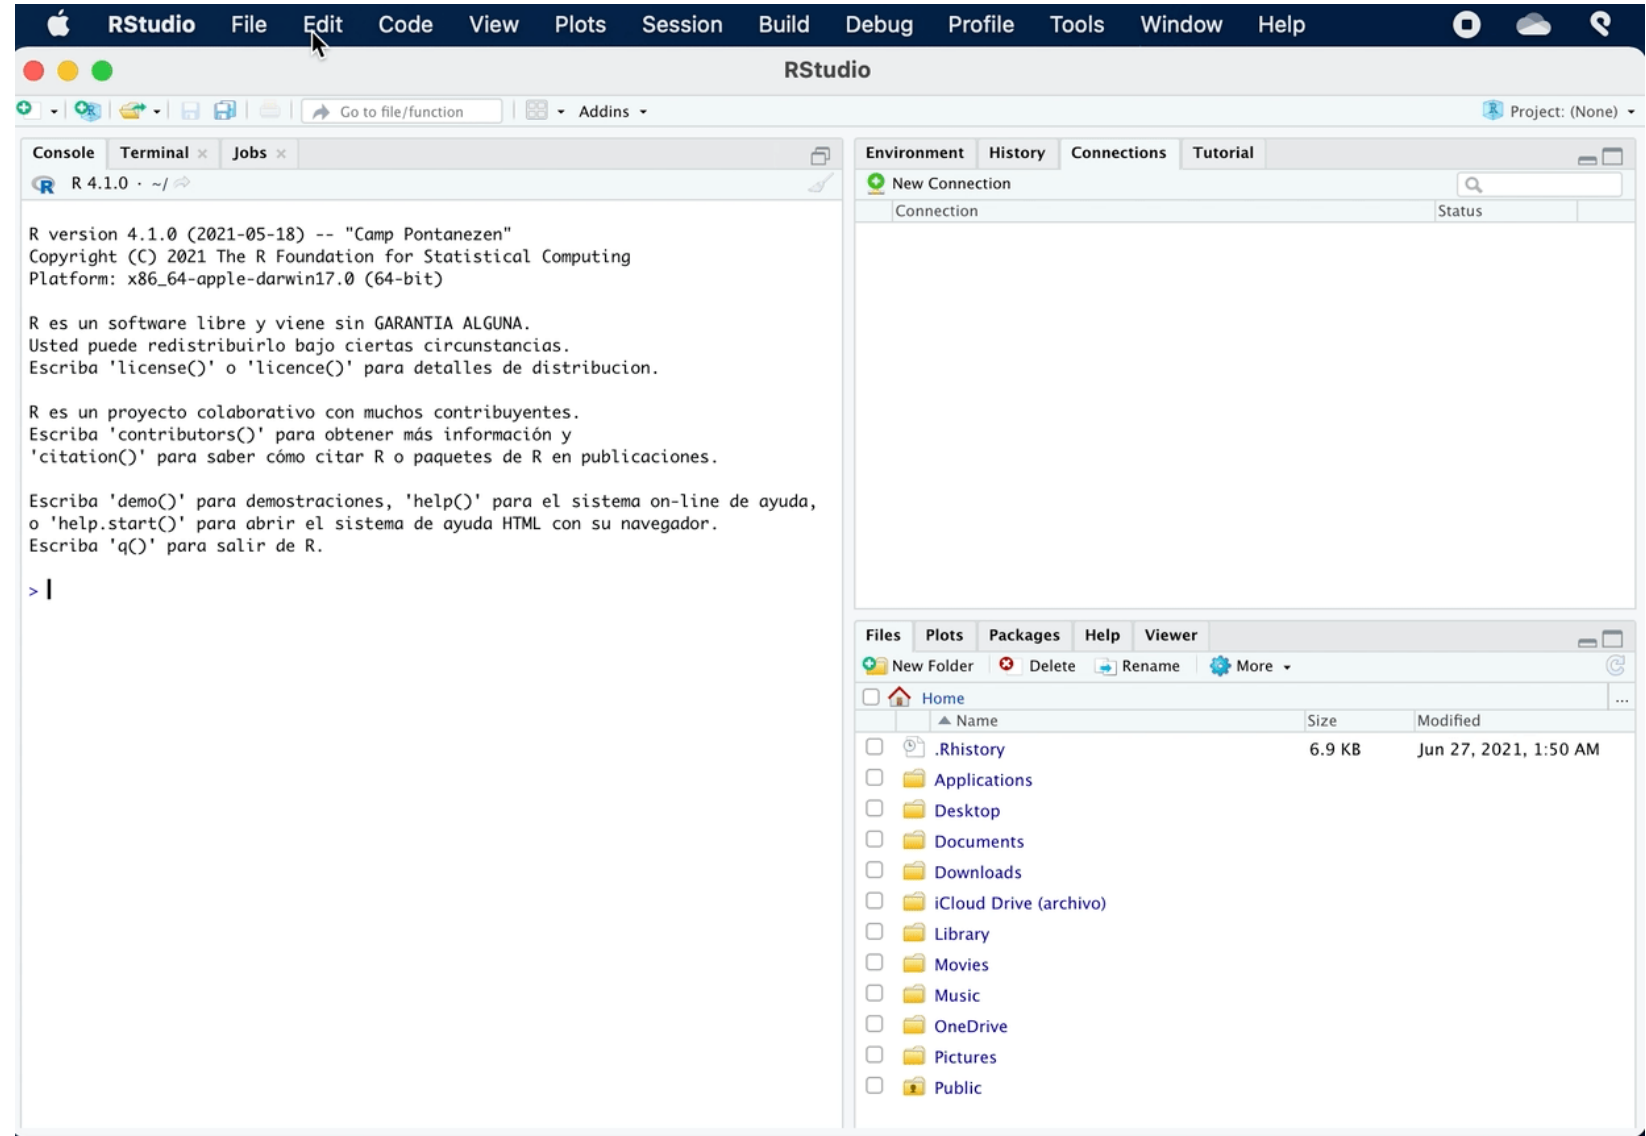 RStudio File Edit Code View Plots Session Build Debug Profile Tools Window Help
RStudio
Go to file/function Addins Project: (None)
Console Terminal Jobs
R 4.1.0 · ~/
R version 4.1.0 (2021-05-18) -- "Camp Pontanezen"
Copyright (C) 2021 The R Foundation for Statistical Computing
Platform: x86_64-apple-darwin17.0 (64-bit)
R es un software libre y viene sin GARANTIA ALGUNA.
Usted puede redistribuirlo bajo ciertas circunstancias.
Escriba 'license()' o 'licence()' para detalles de distribucion.
R es un proyecto colaborativo con muchos contribuyentes.
Escriba 'contributors()' para obtener más información y
'citation()' para saber cómo citar R o paquetes de R en publicaciones.
Escriba 'demo()' para demostraciones, 'help()' para el sistema on-line de ayuda,
o 'help.start()' para abrir el sistema de ayuda HTML con su navegador.
Escriba 'q()' para salir de R.
>
Environment History Connections Tutorial
New Connection
Connection Status
Files Plots Packages Help Viewer
New Folder Delete Rename More
Home ...
Name Size Modified
.Rhistory 6.9 KB Jun 27, 2021, 1:50 AM
Applications
Desktop
Documents
Downloads
iCloud Drive (archivo)
Library
Movies
Music
OneDrive
Pictures
Public